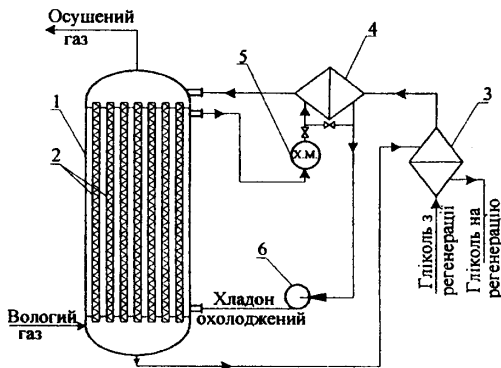 Осушений
газ
4
1
2
5
3
Х.М.
6
Хладон
охолоджений
Вологий
газ
Гліколь з
регенерації
Гліколь на
регенерацію